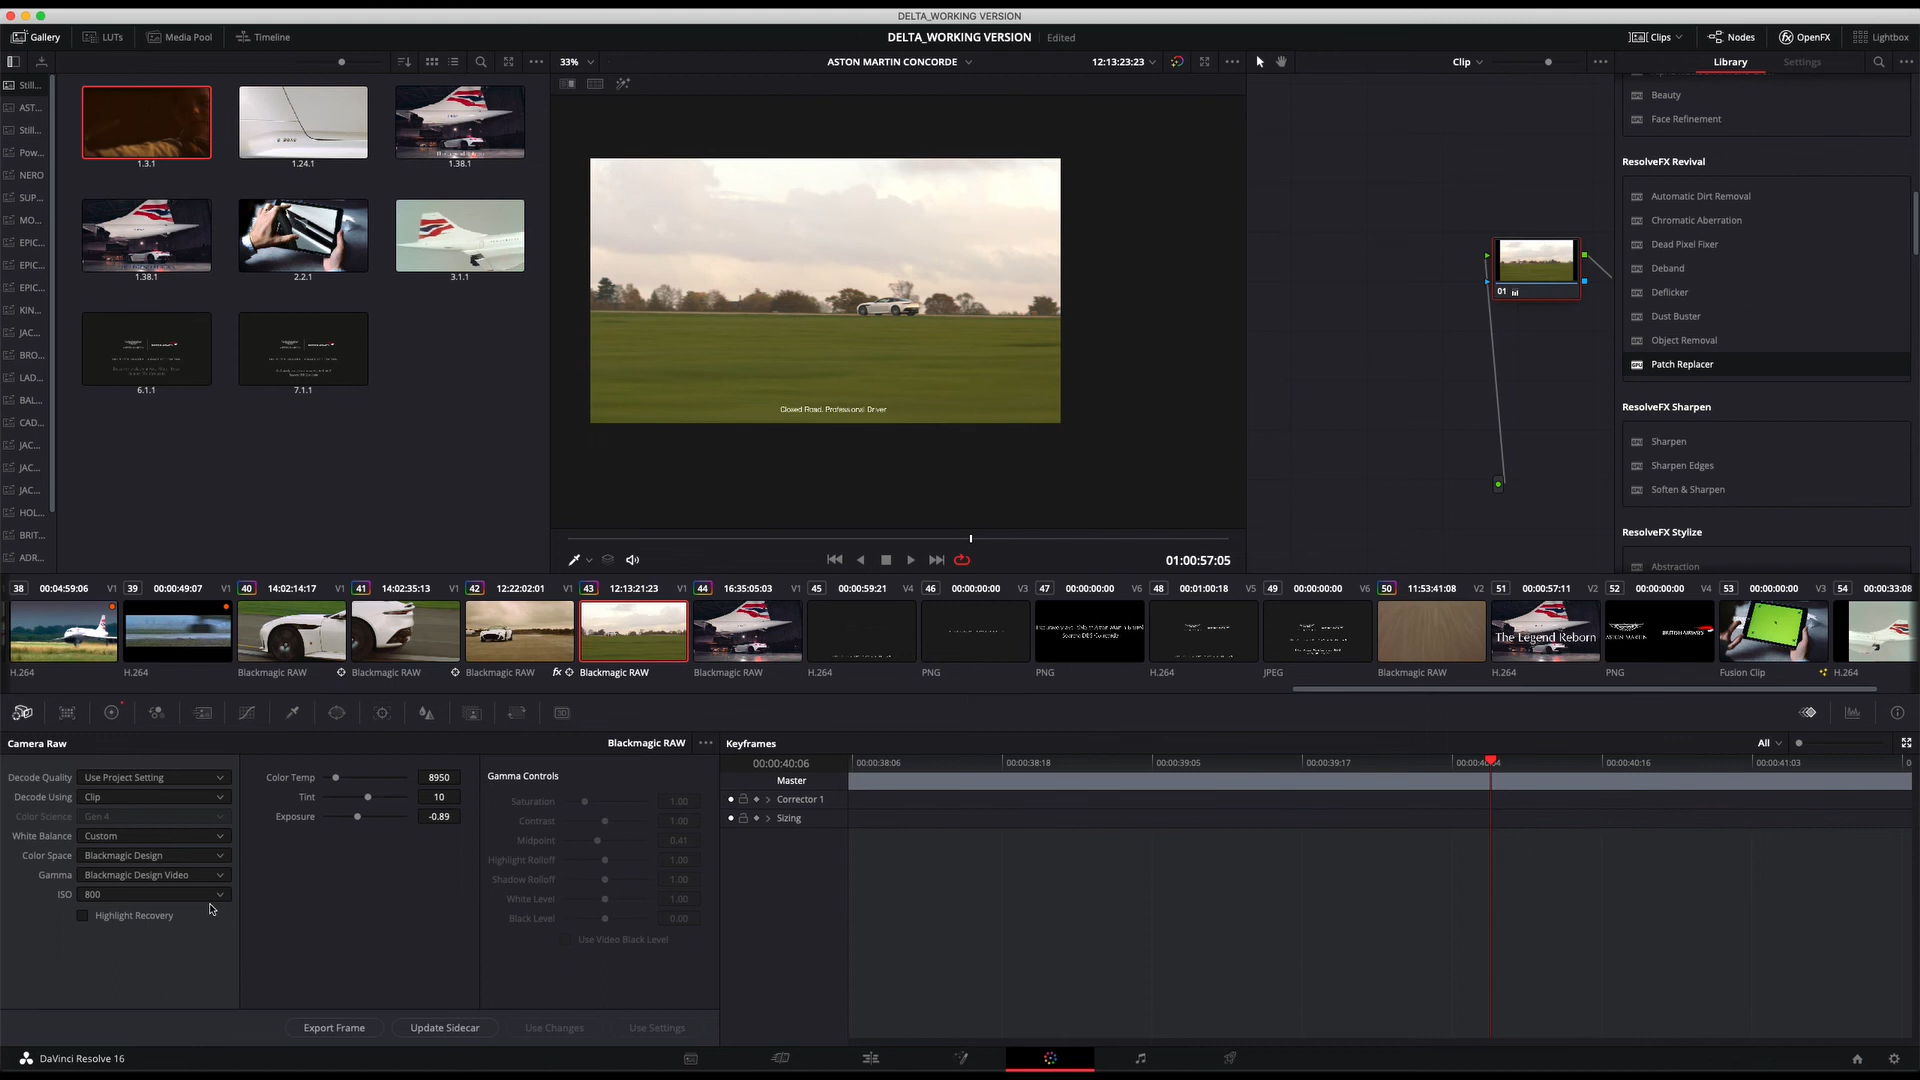 DELTA_WORKING VERSION
Gallery LUTs Media Pool Timeline DELTA_WORKING VERSION Edited Clips Nodes OpenFX Lightbox
33% ASTON MARTIN CONCORDE 12:13:23:23 Clip Library Settings
Still...
AST...
Still...
Pow...
NERO
SUP...
MO...
EPIC...
EPIC...
EPIC...
KIN...
JAC...
BRO...
LAD...
BAL...
CAD...
JAC...
JAC...
JAC...
HOL...
BRIT...
ADR...
1.3.1 1.24.1 1.38.1
1.38.1 2.2.1 3.1.1
6.1.1 7.1.1
Closed Road. Professional Driver
01
Beauty
Face Refinement
ResolveFX Revival
Automatic Dirt Removal
Chromatic Aberration
Dead Pixel Fixer
Deband
Deflicker
Dust Buster
Object Removal
Patch Replacer
ResolveFX Sharpen
Sharpen
Sharpen Edges
Soften & Sharpen
ResolveFX Stylize
Abstraction
01:00:57:05
38 00:04:59:06 V1 39 00:00:49:07 V1 40 14:02:14:17 V1 41 14:02:35:13 V1 42 12:22:02:01 V1 43 12:13:21:23 V1 44 16:35:05:03 V1 45 00:00:59:21 V4 46 00:00:00:00 V3 47 00:00:00:00 V6 48 00:01:00:18 V5 49 00:00:00:00 V6 50 11:53:41:08 V2 51 00:00:57:11 V2 52 00:00:00:00 V4 53 00:00:00:00 V2 54 00:00:33:08
The Legend Reborn ASTON MARTIN BRITISH AIRWAYS
H.264 H.264 Blackmagic RAW Blackmagic RAW Blackmagic RAW fx Blackmagic RAW Blackmagic RAW H.264 PNG PNG H.264 JPEG Blackmagic RAW H.264 PNG Fusion Clip H.264
Camera Raw Blackmagic RAW
Decode Quality Use Project Setting
Decode Using Clip
Color Science Gen 4
White Balance Custom
Color Space Blackmagic Design
Gamma Blackmagic Design Video
ISO 800
Highlight Recovery
Color Temp 8950
Tint 10
Exposure -0.89
Gamma Controls
Saturation 1.00
Contrast 1.00
Midpoint 0.41
Highlight Rolloff 1.00
Shadow Rolloff 1.00
White Level 1.00
Black Level 0.00
Use Video Black Level
Export Frame Update Sidecar Use Changes Use Settings
Keyframes All
00:00:40:06 00:00:38:06 00:00:38:18 00:00:39:05 00:00:39:17 00:00:40:04 00:00:40:16 00:00:41:03
Master
Corrector 1
Sizing
DaVinci Resolve 16